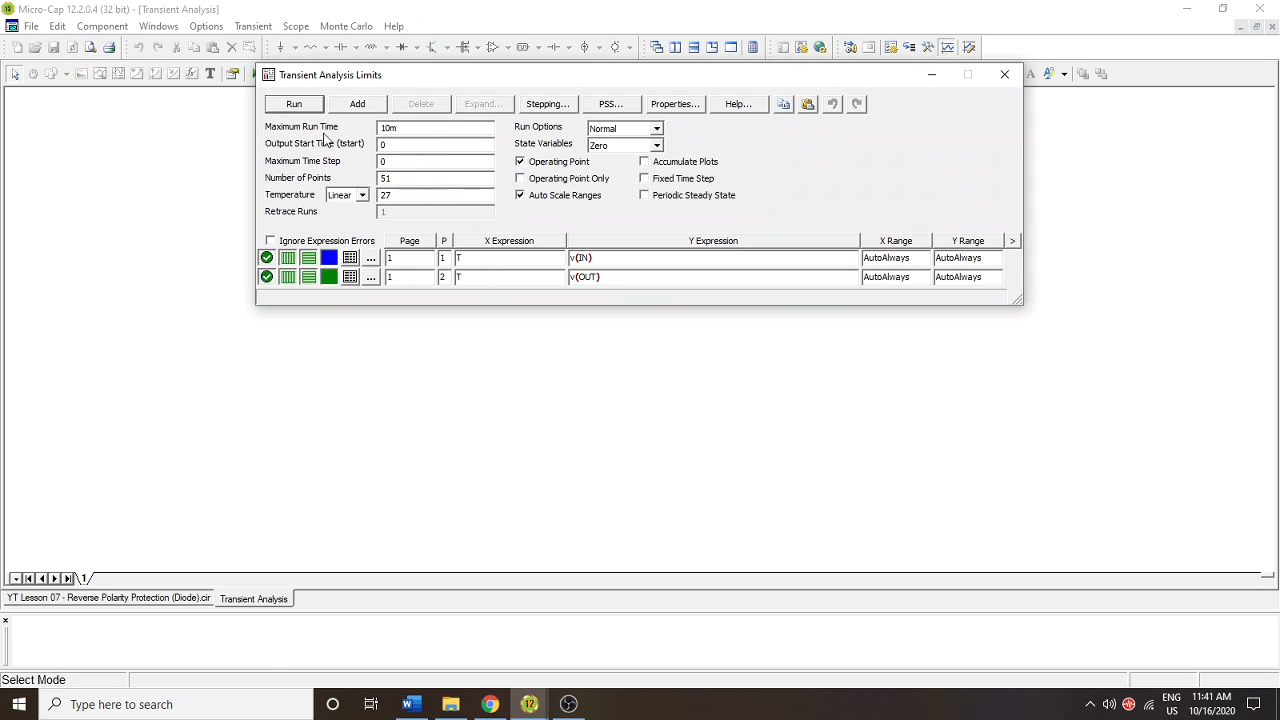 Micro-Cap 12.2.0.4 (32 bit) - [Transient Analysis]
File Edit Component Windows Options Transient Scope Monte Carlo Help
Transient Analysis Limits
Run Add Delete Expand... Stepping... PSS... Properties... Help...
Maximum Run Time 10m Run Options Normal
Output Start Time (tstart) 0 State Variables Zero
Maximum Time Step 0 Operating Point Accumulate Plots
Number of Points 51 Operating Point Only Fixed Time Step
Temperature Linear 27 Auto Scale Ranges Periodic Steady State
Retrace Runs 1
Ignore Expression Errors Page P X Expression Y Expression X Range Y Range >
... 1 1 T v(IN) AutoAlways AutoAlways
... 1 2 T v(OUT) AutoAlways AutoAlways
1
YT Lesson 07 - Reverse Polarity Protection (Diode).cir Transient Analysis
Select Mode
Type here to search
ENG 11:41 AM
US 10/16/2020